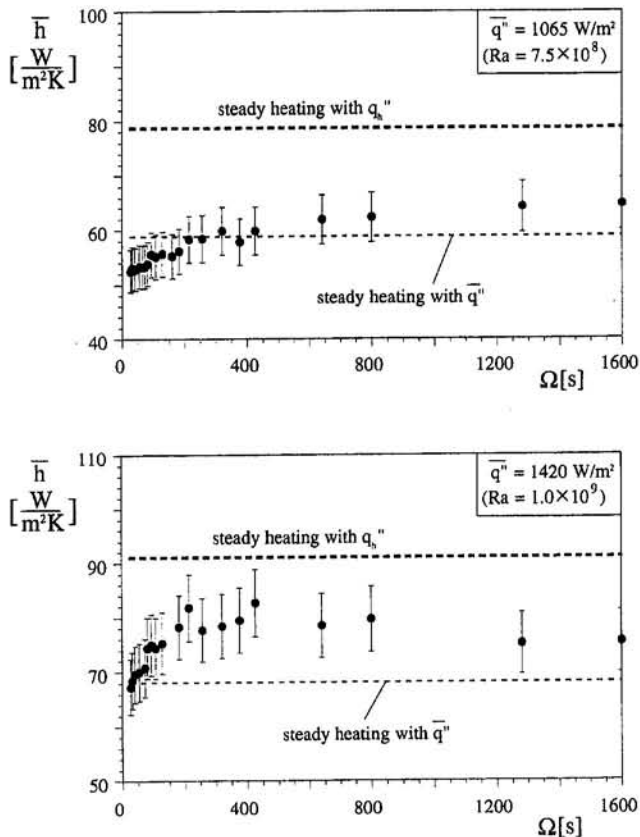 100
h̅
[W/m²K]
80
60
40
q̅" = 1065 W/m²
(Ra = 7.5×10⁸)
steady heating with qₕ"
steady heating with q̅"
0 400 800 1200 1600
Ω[s]
110
h̅
[W/m²K]
90
70
50
q̅" = 1420 W/m²
(Ra = 1.0×10⁹)
steady heating with qₕ"
steady heating with q̅"
0 400 800 1200 1600
Ω[s]